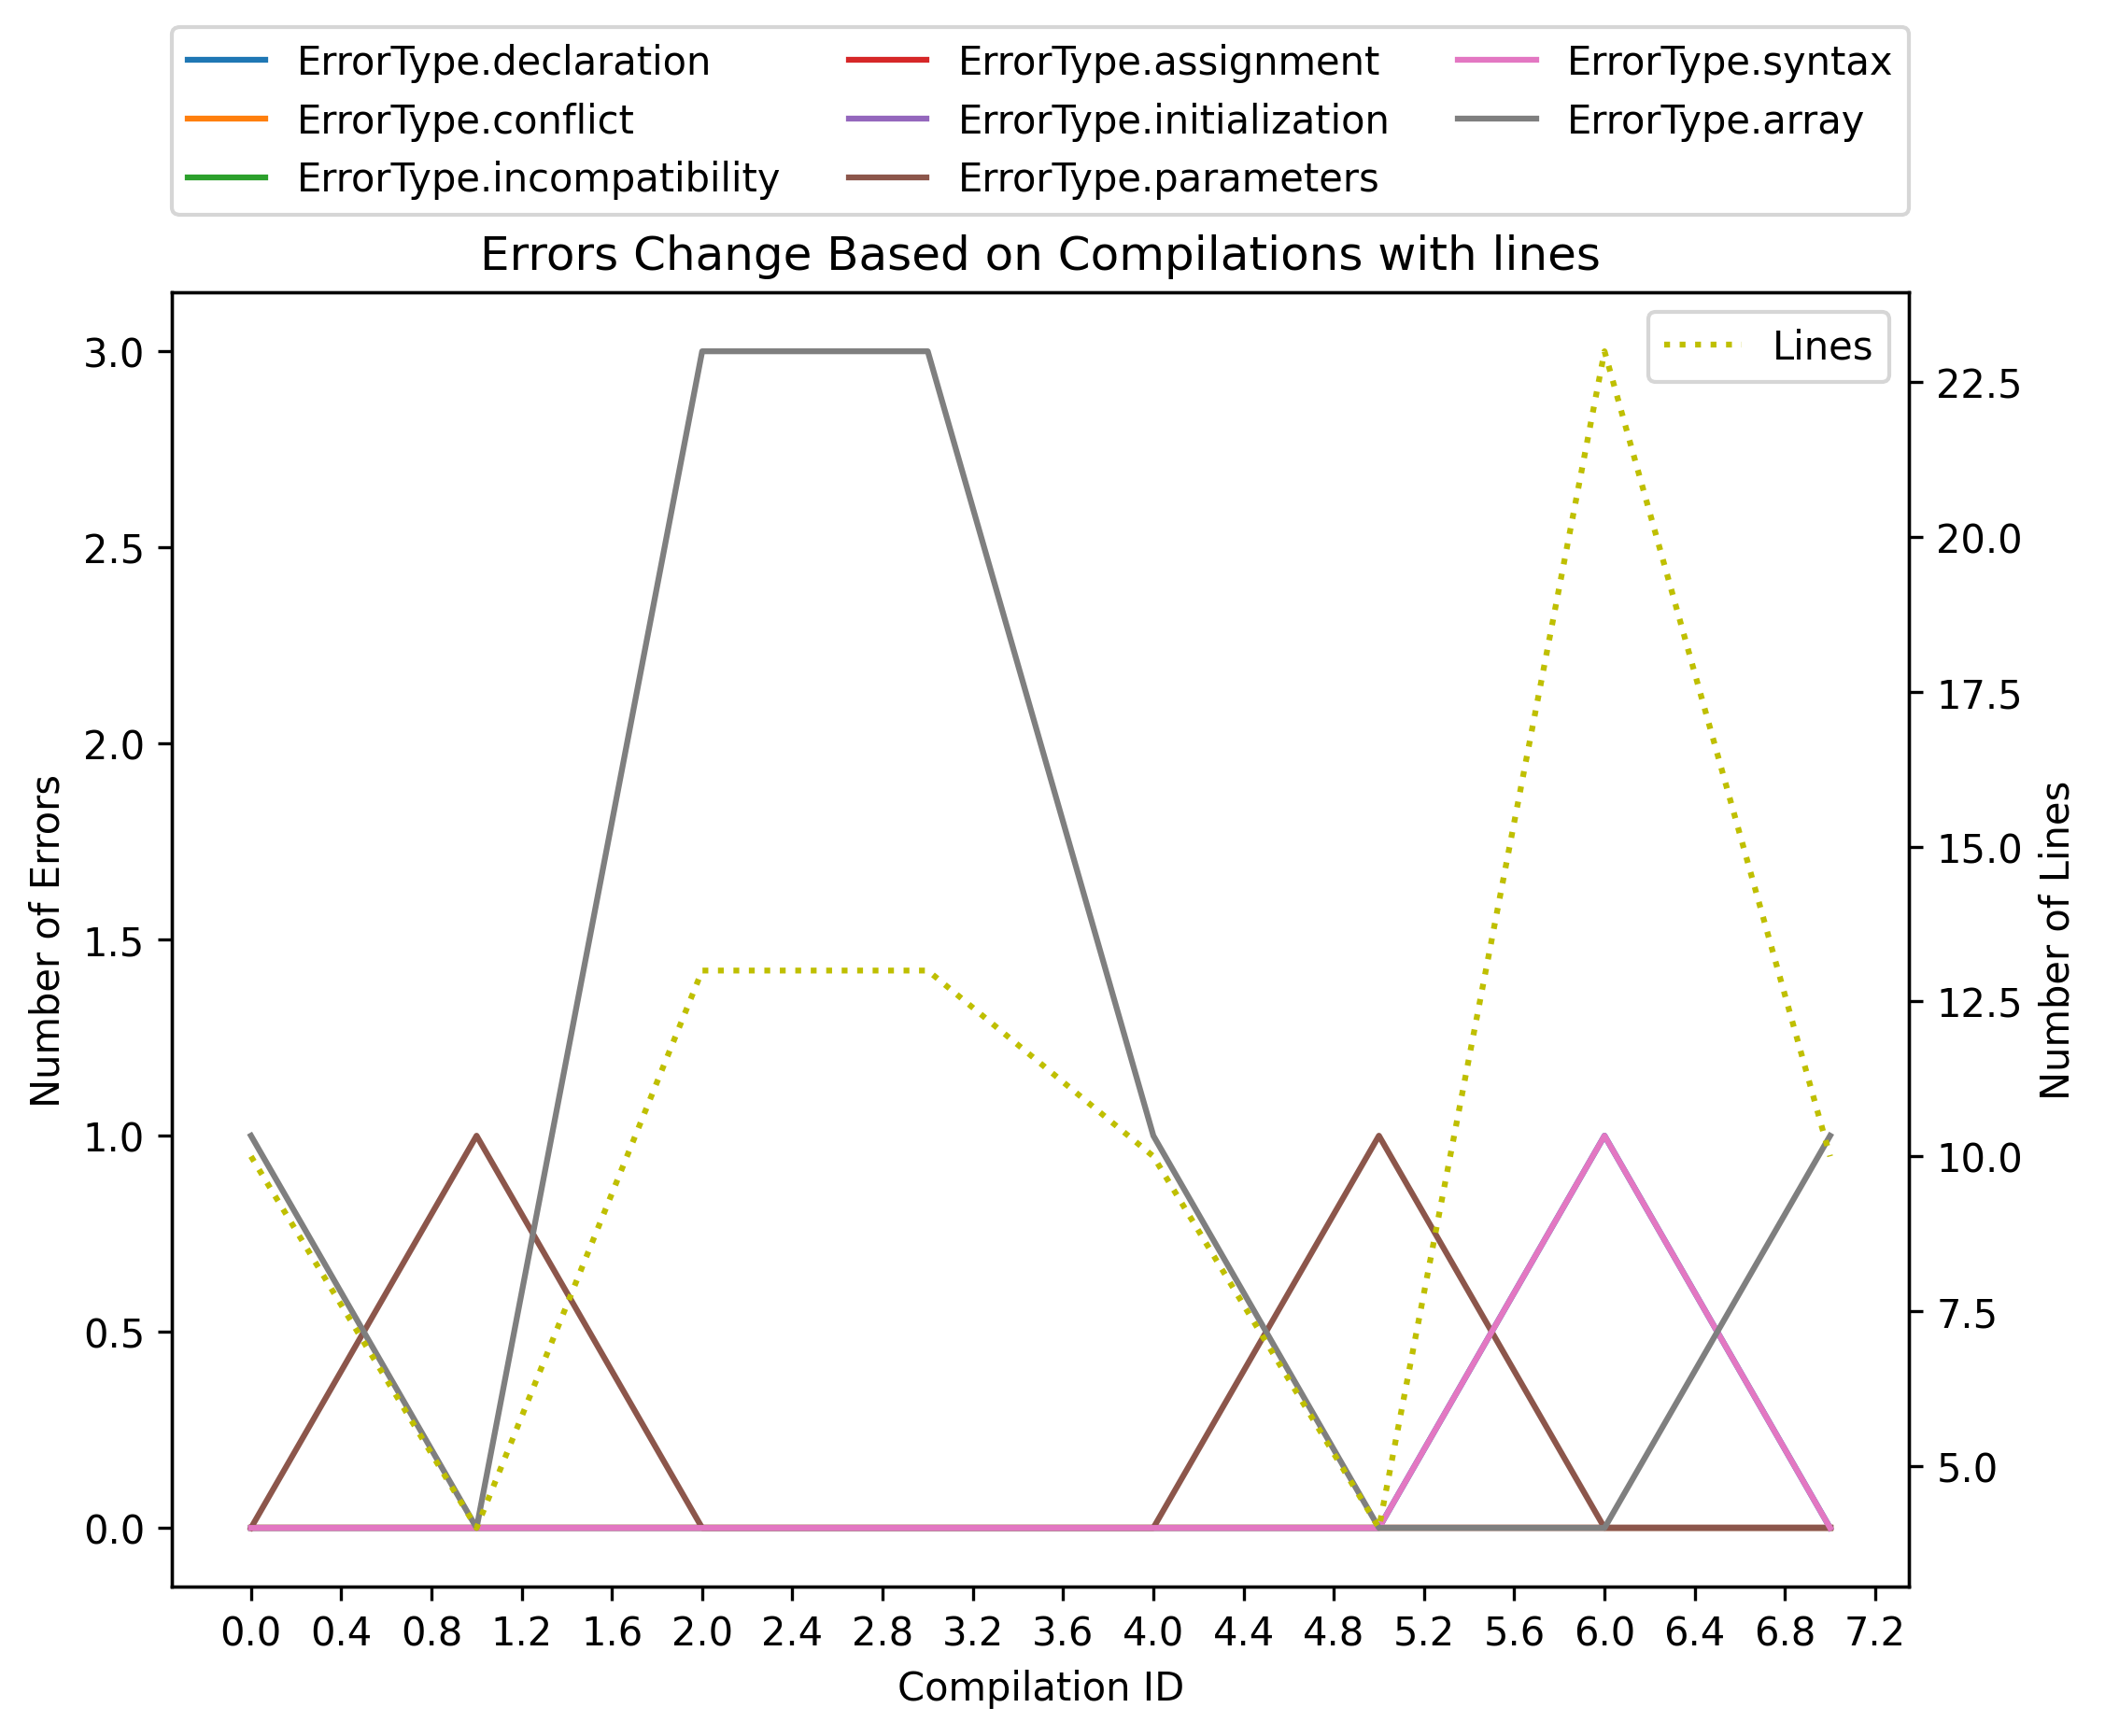 ErrorType.declaration
ErrorType.conflict
ErrorType.incompatibility
ErrorType.assignment
ErrorType.initialization
ErrorType.parameters
ErrorType.syntax
ErrorType.array
Errors Change Based on Compilations with lines
Lines
Number of Errors
3.0
2.5
2.0
1.5
1.0
0.5
0.0
22.5
20.0
17.5
15.0
12.5
10.0
7.5
5.0
Number of Lines
0.0 0.4 0.8 1.2 1.6 2.0 2.4 2.8 3.2 3.6 4.0 4.4 4.8 5.2 5.6 6.0 6.4 6.8 7.2
Compilation ID